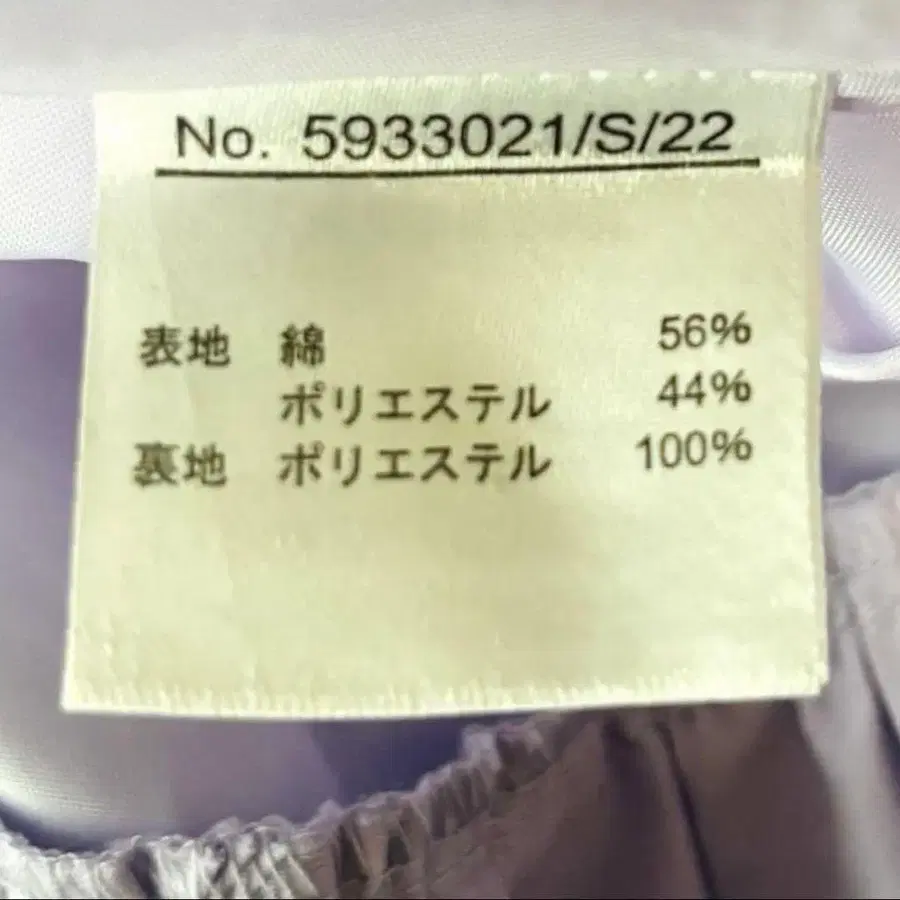 No. 5933021/S/22
表地 綿 56%
ポリエステル 44%
裏地 ポリエステル 100%